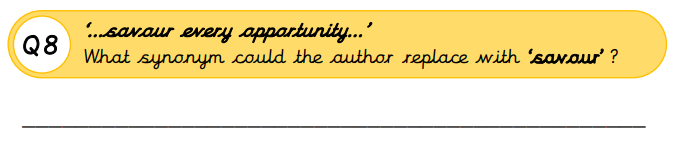 Q8
‘...savour every opportunity...’
What synonym could the author replace with ‘savour’ ?